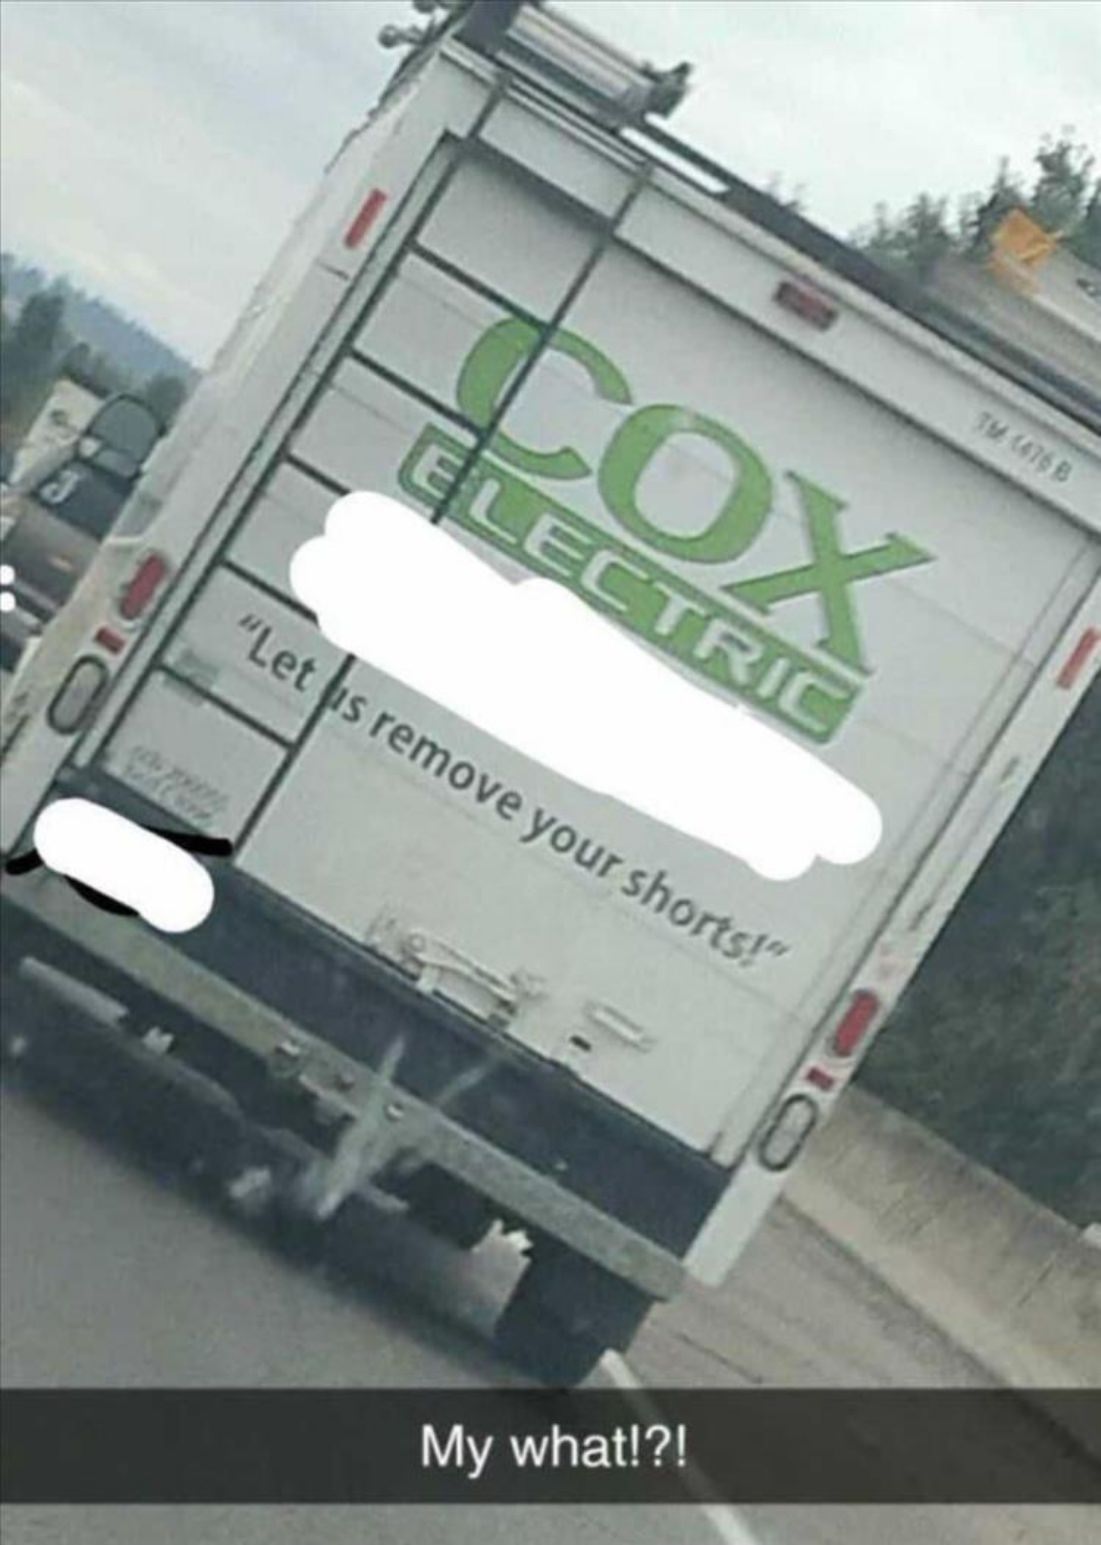 COX
ELECTRIC
"Let us remove your shorts!"
My what!?!